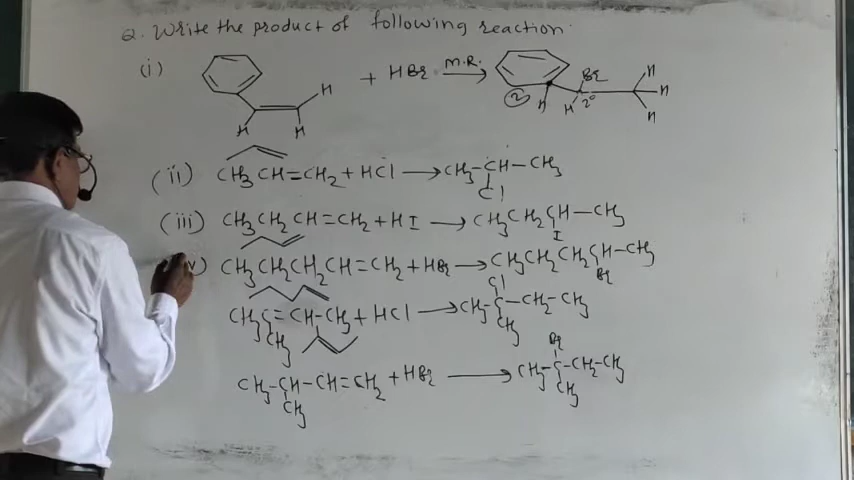 Q. Write the product of following reaction.
(i) + HBr M.R. Br H H H H H H H H 2°
(ii) CH3CH=CH2 + HCl → CH3-CH-CH3
Cl
(iii) CH3CH2CH=CH2 + HI → CH3CH2CH-CH3
I
v) CH3CH2CH2CH=CH2 + HBr → CH3CH2CH2CH-CH3
Br
Cl
CH3C=CH-CH3 + HCl → CH3-C-CH2-CH3
CH3 CH3
Br
CH3-CH-CH=CH2 + HBr → CH3-C-CH2-CH3
CH3 CH3